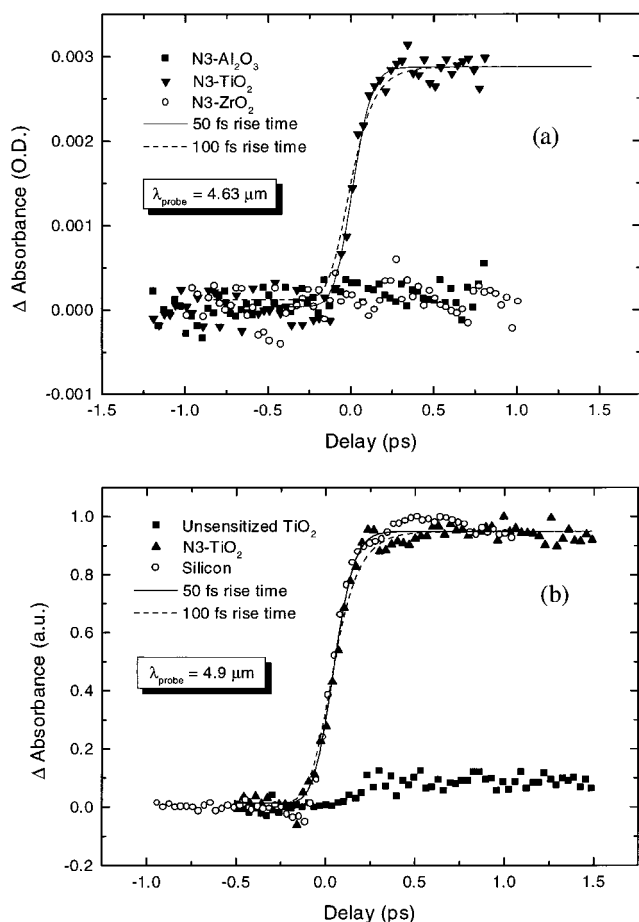 N3-Al₂O₃
N3-TiO₂
N3-ZrO₂
50 fs rise time
100 fs rise time
(a)
λprobe = 4.63 μm
Δ Absorbance (O.D.)
0.003
0.002
0.001
0.000
-0.001
-1.5 -1.0 -0.5 0.0 0.5 1.0 1.5
Delay (ps)
Unsensitized TiO₂
N3-TiO₂
Silicon
50 fs rise time
100 fs rise time
(b)
λprobe = 4.9 μm
Δ Absorbance (a.u.)
1.0
0.8
0.6
0.4
0.2
0.0
-0.2
-1.0 -0.5 0.0 0.5 1.0 1.5
Delay (ps)